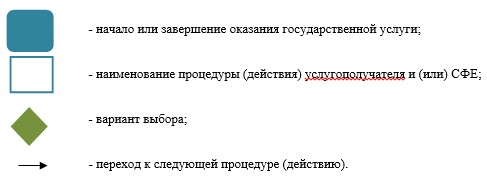 - начало или завершение оказания государственной услуги;
- наименование процедуры (действия) услугополучателя и (или) СФЕ;
- вариант выбора;
- переход к следующей процедуре (действию).